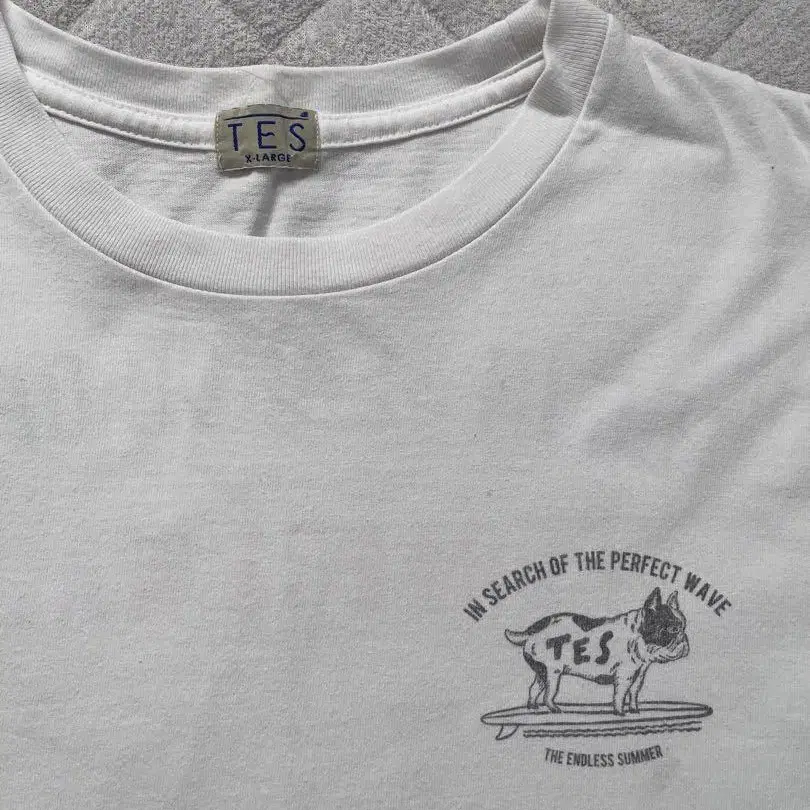 TES
X-LARGE
IN SEARCH OF THE PERFECT WAVE
TES
THE ENDLESS SUMMER